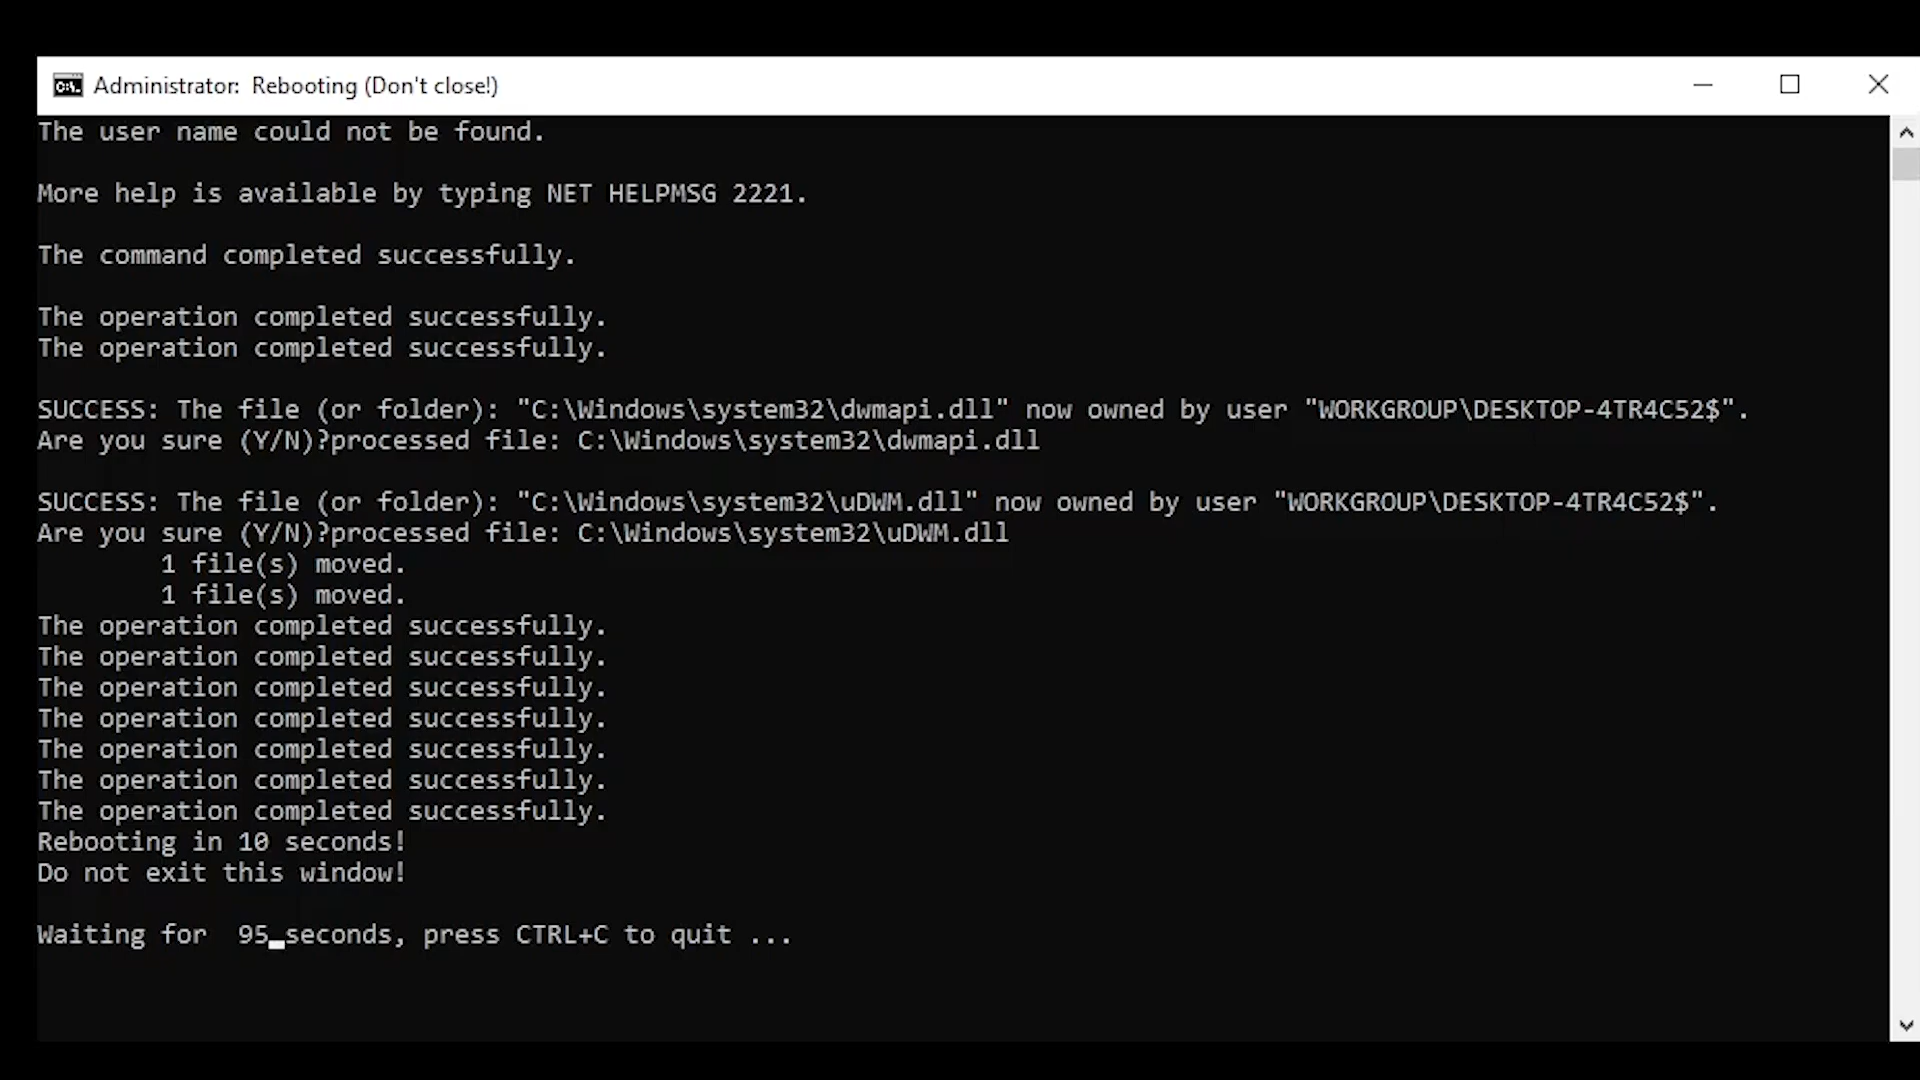 Administrator:  Rebooting (Don't close!)
The user name could not be found.
More help is available by typing NET HELPMSG 2221.
The command completed successfully.
The operation completed successfully.
The operation completed successfully.
SUCCESS: The file (or folder): "C:\Windows\system32\dwmapi.dll" now owned by user "WORKGROUP\DESKTOP-4TR4C52$".
Are you sure (Y/N)?processed file: C:\Windows\system32\dwmapi.dll
SUCCESS: The file (or folder): "C:\Windows\system32\uDWM.dll" now owned by user "WORKGROUP\DESKTOP-4TR4C52$".
Are you sure (Y/N)?processed file: C:\Windows\system32\uDWM.dll
        1 file(s) moved.
        1 file(s) moved.
The operation completed successfully.
The operation completed successfully.
The operation completed successfully.
The operation completed successfully.
The operation completed successfully.
The operation completed successfully.
The operation completed successfully.
Rebooting in 10 seconds!
Do not exit this window!
Waiting for  95 seconds, press CTRL+C to quit ...